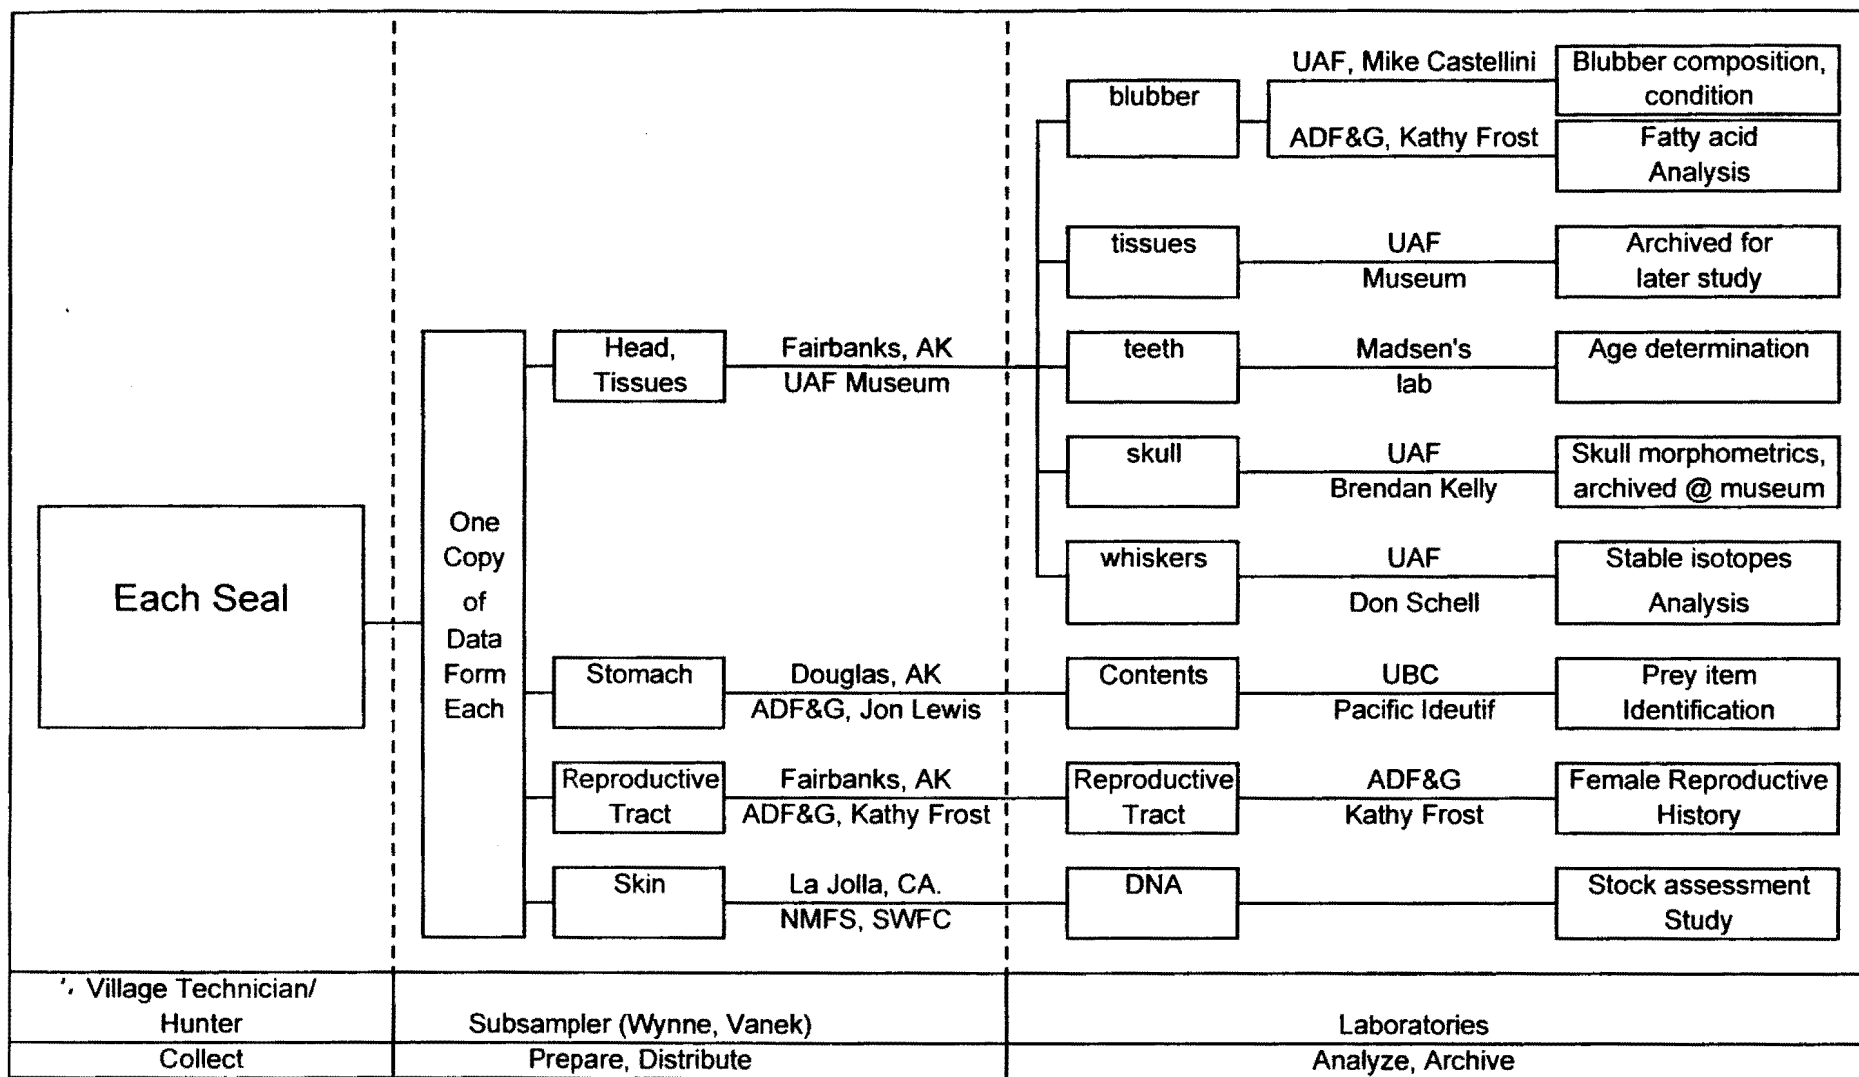 Each Seal
One
Copy
of
Data
Form
Each
Head,
Tissues
Fairbanks, AK
UAF Museum
Stomach
Douglas, AK
ADF&G, Jon Lewis
Reproductive
Tract
Fairbanks, AK
ADF&G, Kathy Frost
Skin
La Jolla, CA.
NMFS, SWFC
blubber
UAF, Mike Castellini
Blubber composition,
condition
ADF&G, Kathy Frost
Fatty acid
Analysis
tissues
UAF
Museum
Archived for
later study
teeth
Madsen's
lab
Age determination
skull
UAF
Brendan Kelly
Skull morphometrics,
archived @ museum
whiskers
UAF
Don Schell
Stable isotopes
Analysis
Contents
UBC
Pacific Ideutif
Prey item
Identification
Reproductive
Tract
ADF&G
Kathy Frost
Female Reproductive
History
DNA
Stock assessment
Study
Village Technician/
Hunter
Subsampler (Wynne, Vanek)
Laboratories
Collect
Prepare, Distribute
Analyze, Archive